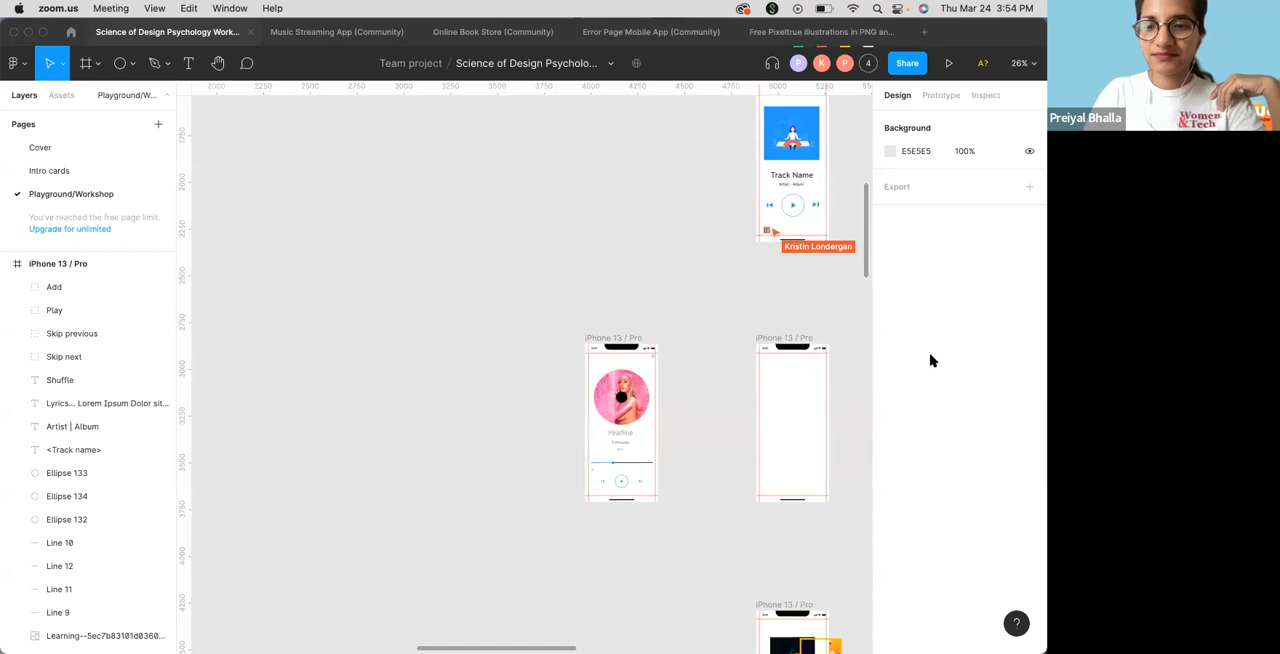 zoom.us Meeting View Edit Window Help Thu Mar 24 3:54 PM
Science of Design Psychology Work... Music Streaming App (Community) Online Book Store (Community) Error Page Mobile App (Community) Free Pixeltrue illustrations in PNG an...
Team project / Science of Design Psycholo... P K P 4 Share A? 26%
Layers Assets Playground/W...
Design Prototype Inspect
2000 2250 2500 2750 3000 3250 3500 3750 4000 4250 4500 4750 5000 5250
Preiyal Bhalla
Women & Tech
Pages
Background
E5E5E5 100%
Export
Cover
Intro cards
Playground/Workshop
You've reached the free page limit.
Upgrade for unlimited
iPhone 13 / Pro
Add
Play
Skip previous
Skip next
Shuffle
Lyrics... Lorem Ipsum Dolor sit...
Artist | Album
<Track name>
Ellipse 133
Ellipse 134
Ellipse 132
Line 10
Line 12
Line 11
Line 9
Learning--5ec7b83101d0360...
1750
2000
2250
2500
2750
3000
3250
3500
3750
4000
4250
Track Name
Artist - Album
Kristin Londergan
iPhone 13 / Pro
iPhone 13 / Pro
Headline
iPhone 13 / Pro
?